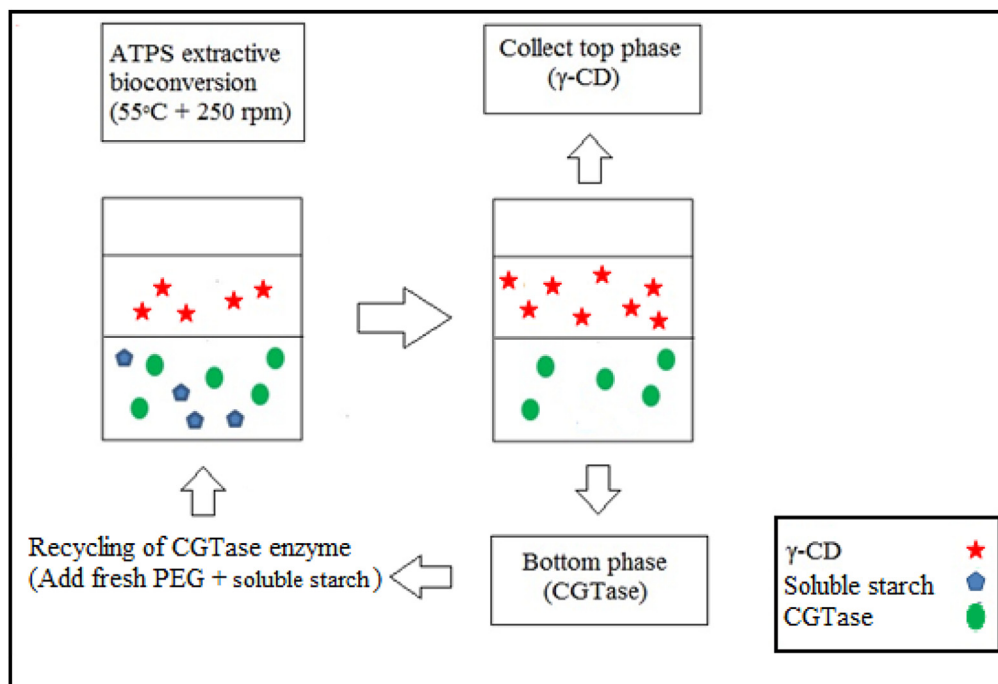 ATPS extractive
bioconversion
(55°C + 250 rpm)
Collect top phase
(γ-CD)
Recycling of CGTase enzyme
(Add fresh PEG + soluble starch)
Bottom phase
(CGTase)
γ-CD
Soluble starch
CGTase